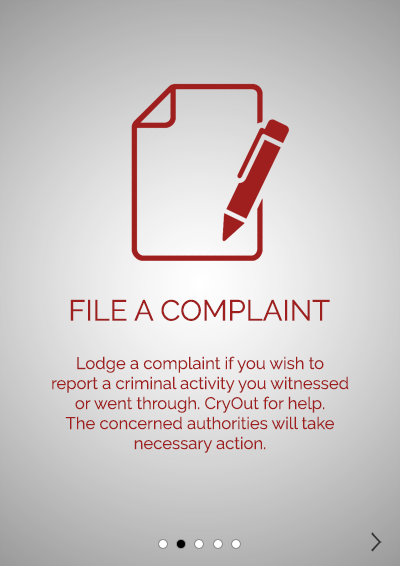 FILE A COMPLAINT
Lodge a complaint if you wish to
report a criminal activity you witnessed
or went through. CryOut for help.
The concerned authorities will take
necessary action.